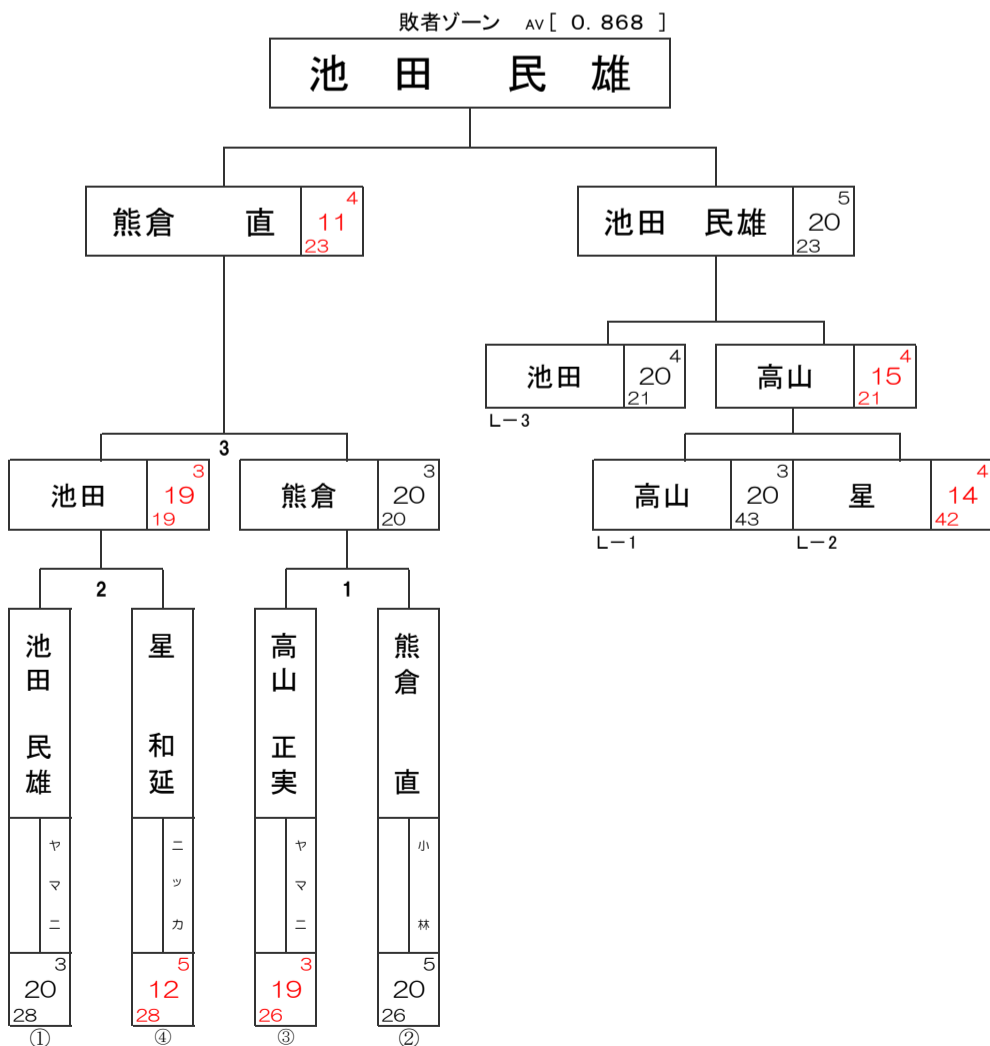 敗者ゾーン AV[ 0.868 ]
池田 民雄
熊倉 直 4 11 23
池田 民雄 5 20 23
池田 4 20 21
高山 4 15 21
L-3
3
池田 3 19 19
熊倉 3 20 20
高山 3 20 43
星 4 14 42
L-1
L-2
2
1
池田 民雄
星 和延
高山 正実
熊倉 直
ヤマニ
ニッカ
ヤマニ
小林
3 20 28
5 12 28
3 19 26
5 20 26
①
④
③
②